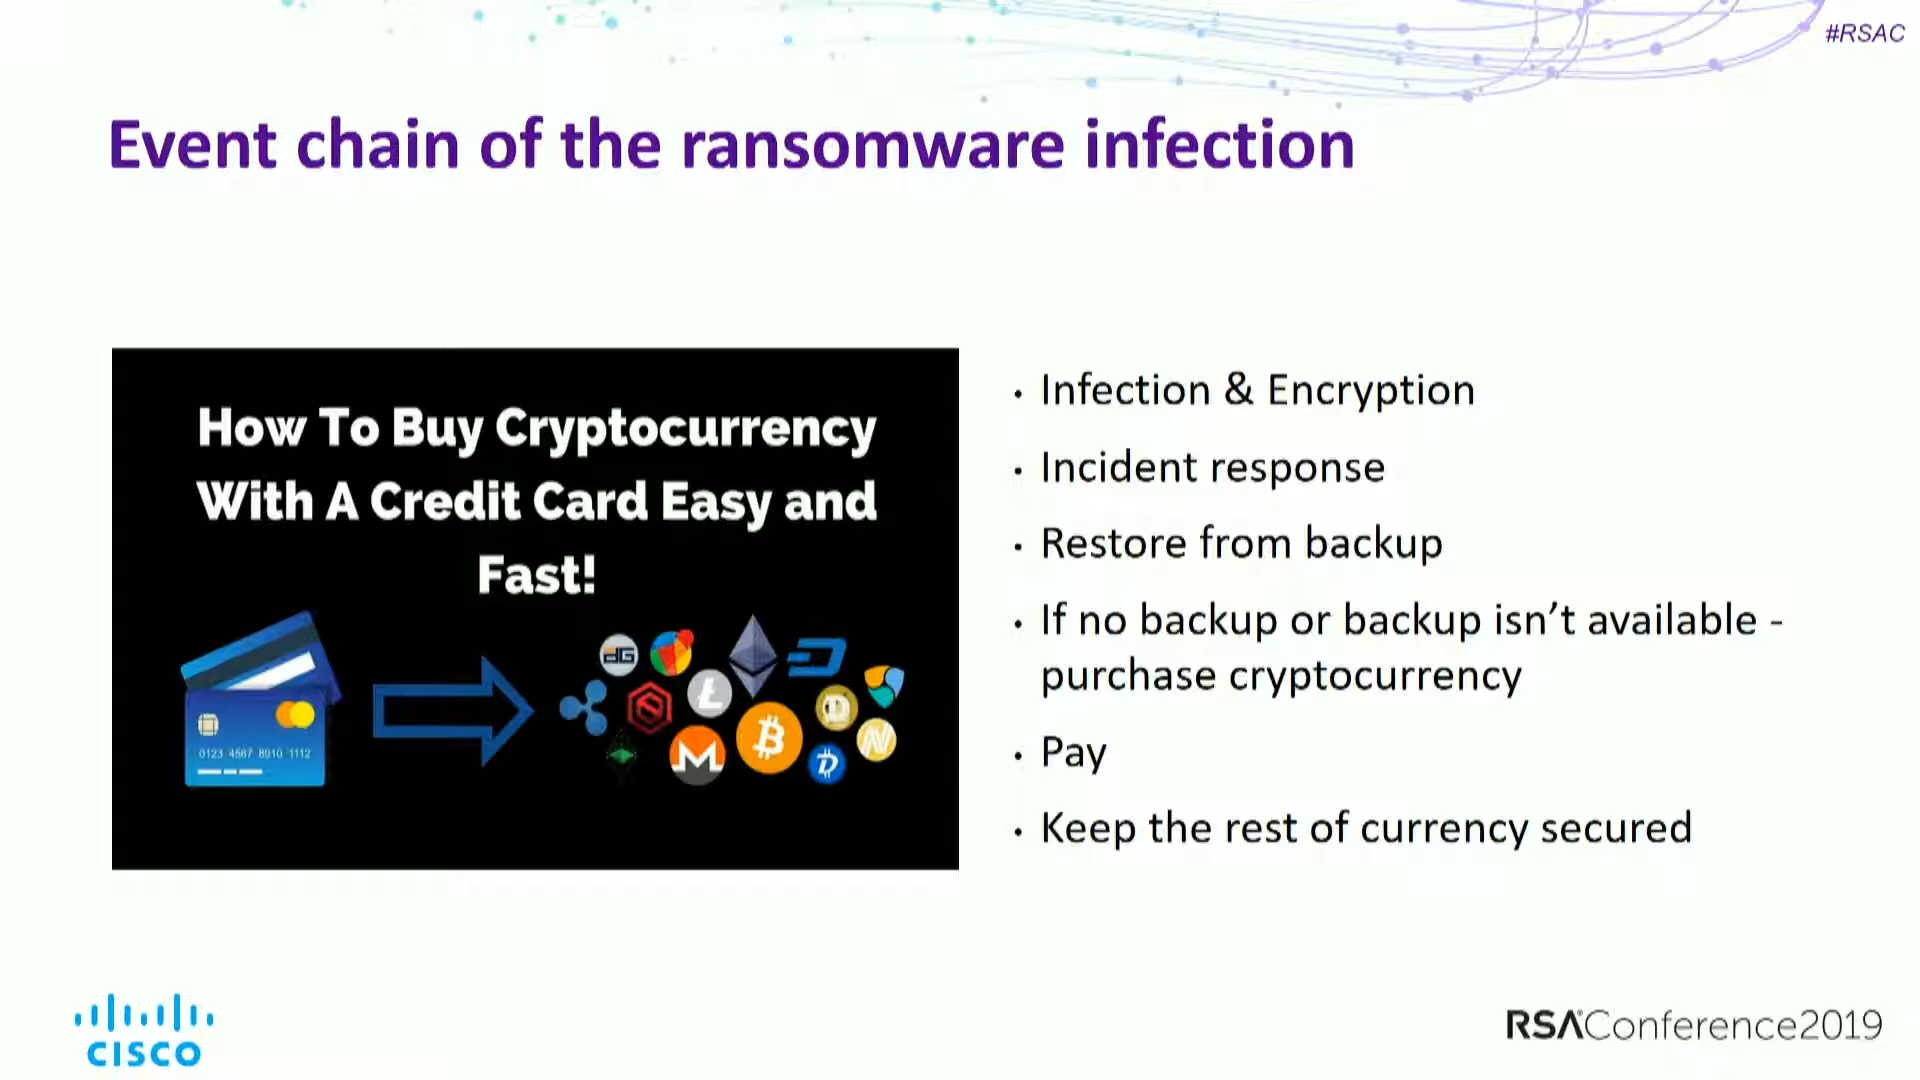 #RSAC
Event chain of the ransomware infection
How To Buy Cryptocurrency
With A Credit Card Easy and
Fast!
0123 4567 8910 1112
• Infection & Encryption
• Incident response
• Restore from backup
• If no backup or backup isn’t available -
purchase cryptocurrency
• Pay
• Keep the rest of currency secured
CISCO
RSAConference2019